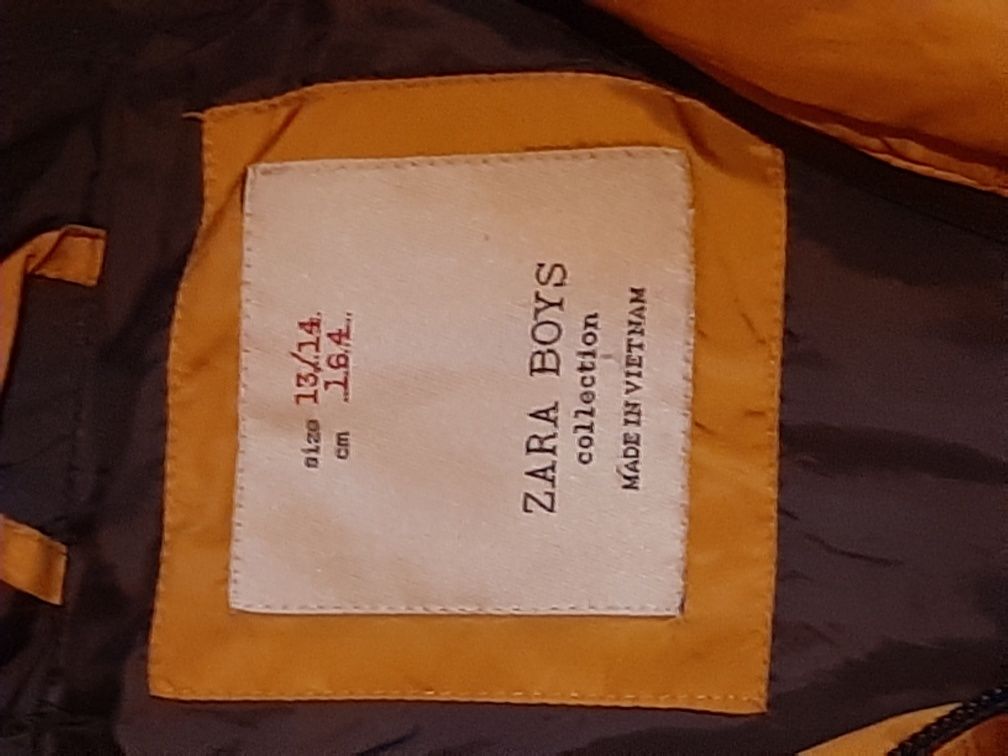 size 13/14
cm 164
ZARA BOYS
collection
MADE IN VIETNAM